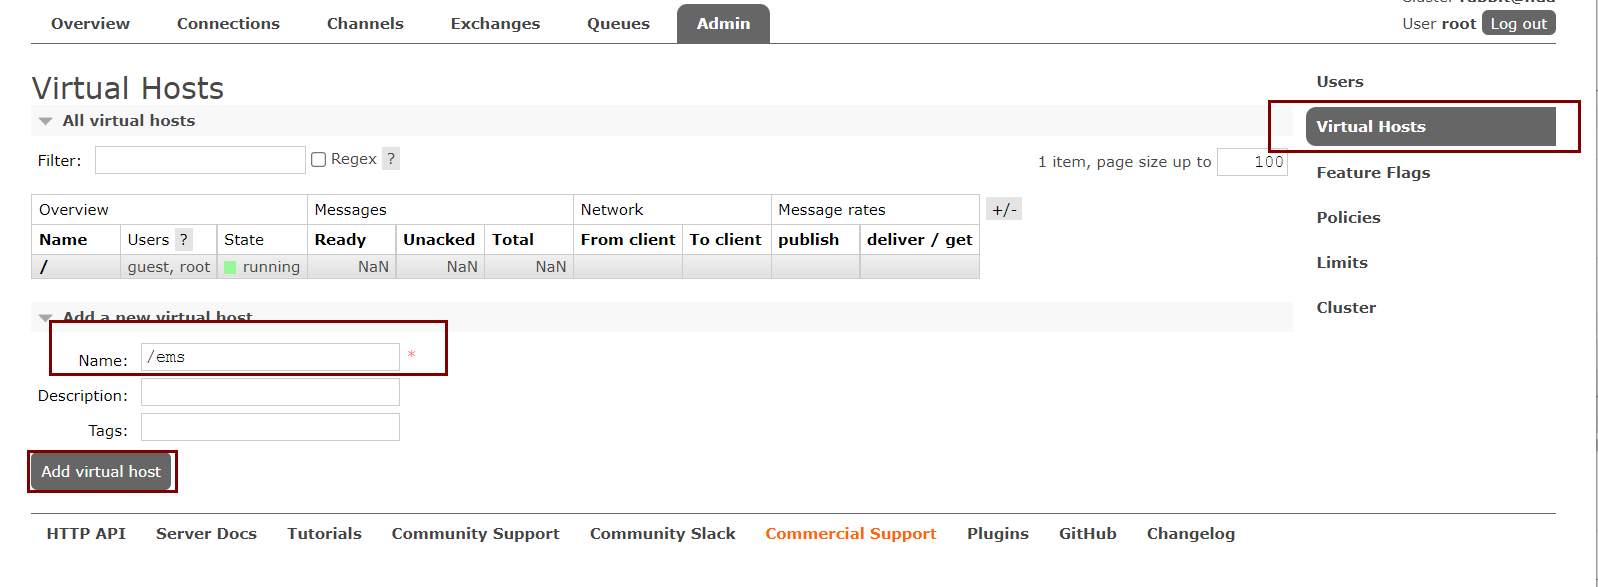 Overview Connections Channels Exchanges Queues Admin
User root Log out
Virtual Hosts
All virtual hosts
Filter: Regex ? 1 item, page size up to 100
Overview Messages Network Message rates +/-
Name Users ? State Ready Unacked Total From client To client publish deliver / get
/ guest, root running NaN NaN NaN
Add a new virtual host
Name: /ems *
Description:
Tags:
Add virtual host
Users
Virtual Hosts
Feature Flags
Policies
Limits
Cluster
HTTP API Server Docs Tutorials Community Support Community Slack Commercial Support Plugins GitHub Changelog